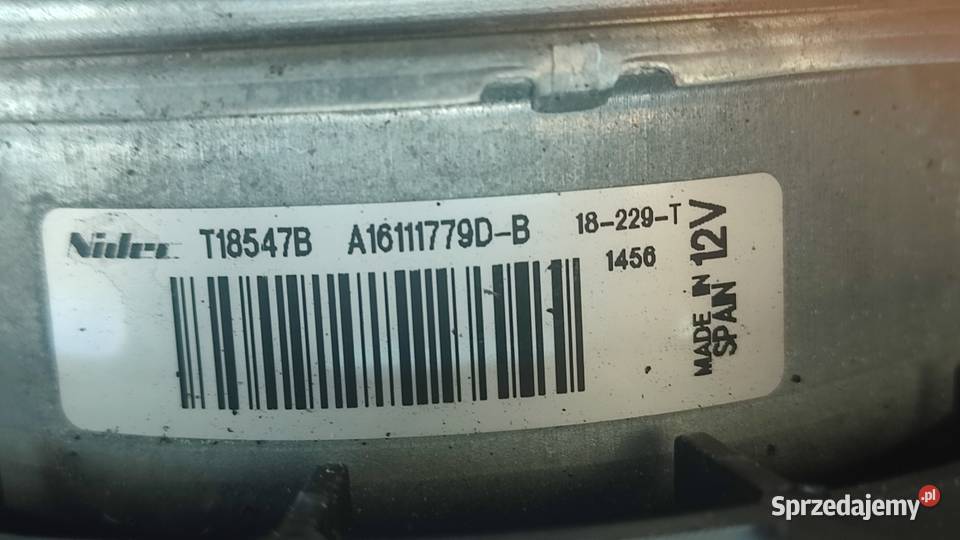 Nidec T18547B A16111779D-B 18-229-T
1456
MADE IN
SPAIN 12V
Sprzedajemy.pl